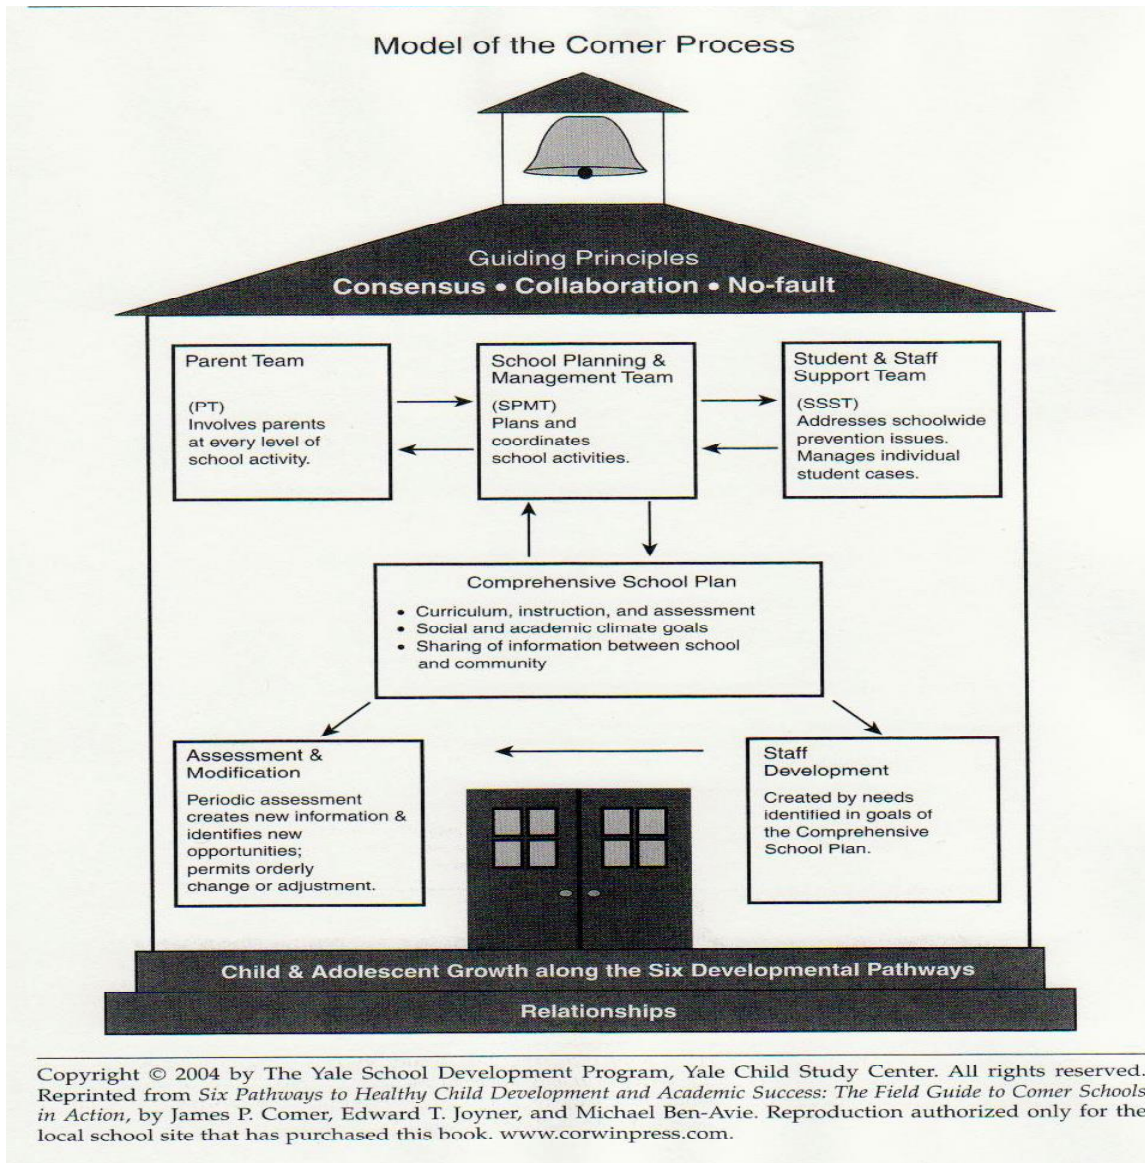 Model of the Comer Process
Guiding Principles
Consensus • Collaboration • No-fault
Parent Team
(PT)
Involves parents
at every level of
school activity.
School Planning &
Management Team
(SPMT)
Plans and
coordinates
school activities.
Student & Staff
Support Team
(SSST)
Addresses schoolwide
prevention issues.
Manages individual
student cases.
Comprehensive School Plan
• Curriculum, instruction, and assessment
• Social and academic climate goals
• Sharing of information between school
and community
Assessment &
Modification
Periodic assessment
creates new information &
identifies new
opportunities;
permits orderly
change or adjustment.
Staff
Development
Created by needs
identified in goals of
the Comprehensive
School Plan.
Child & Adolescent Growth along the Six Developmental Pathways
Relationships
Copyright © 2004 by The Yale School Development Program, Yale Child Study Center. All rights reserved.
Reprinted from Six Pathways to Healthy Child Development and Academic Success: The Field Guide to Comer Schools
in Action, by James P. Comer, Edward T. Joyner, and Michael Ben-Avie. Reproduction authorized only for the
local school site that has purchased this book. www.corwinpress.com.